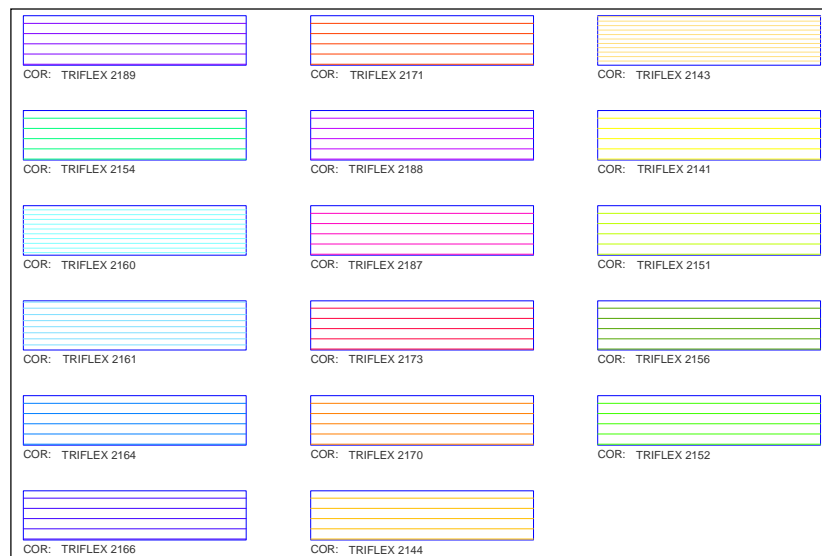 COR: TRIFLEX 2189
COR: TRIFLEX 2171
COR: TRIFLEX 2143
COR: TRIFLEX 2154
COR: TRIFLEX 2188
COR: TRIFLEX 2141
COR: TRIFLEX 2160
COR: TRIFLEX 2187
COR: TRIFLEX 2151
COR: TRIFLEX 2161
COR: TRIFLEX 2173
COR: TRIFLEX 2156
COR: TRIFLEX 2164
COR: TRIFLEX 2170
COR: TRIFLEX 2152
COR: TRIFLEX 2166
COR: TRIFLEX 2144